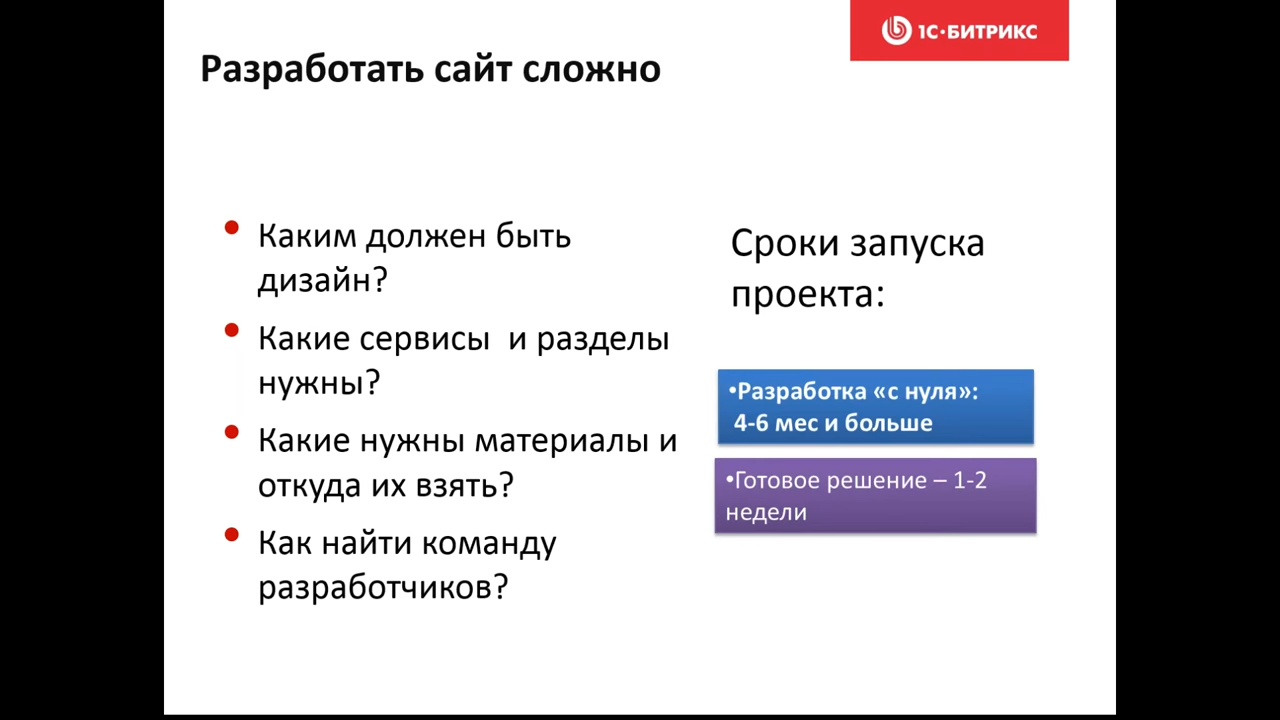 1С·БИТРИКС
Разработать сайт сложно
• Каким должен быть
дизайн?
• Какие сервисы и разделы
нужны?
• Какие нужны материалы и
откуда их взять?
• Как найти команду
разработчиков?
Сроки запуска
проекта:
•Разработка «с нуля»:
4-6 мес и больше
•Готовое решение – 1-2
недели